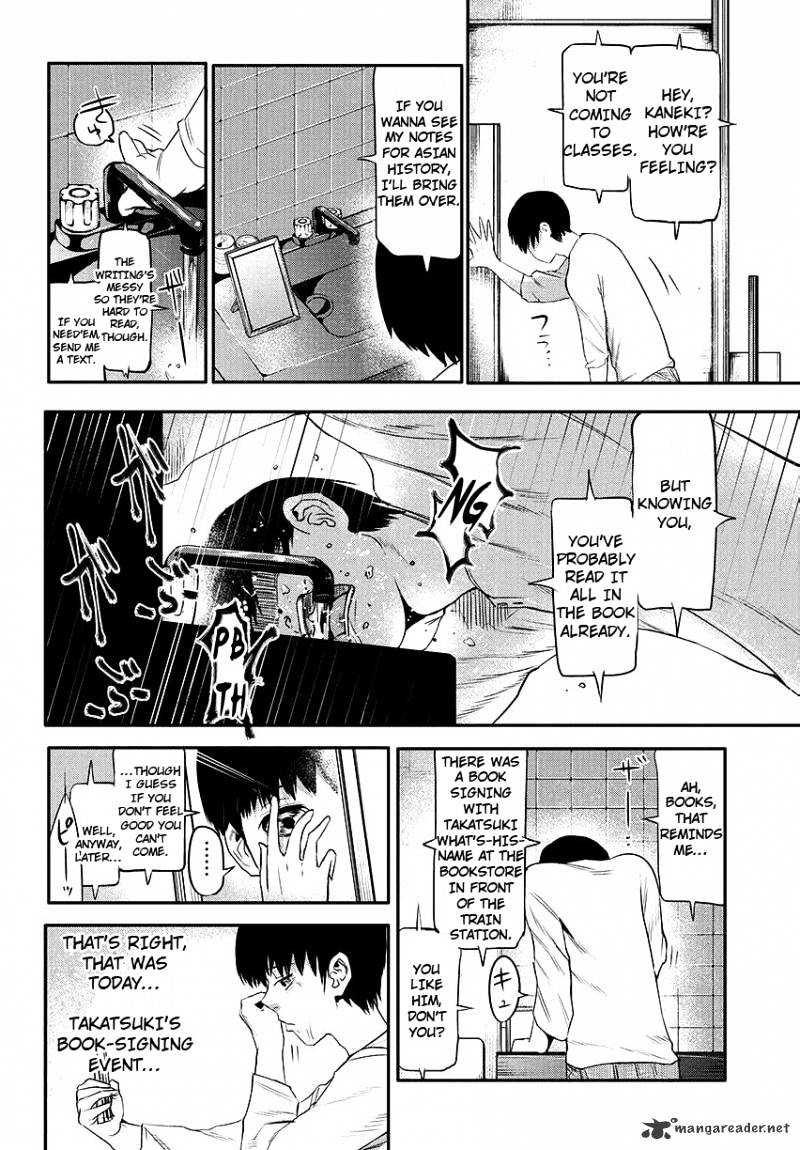 HEY,
KANEKI?
HOW'RE
YOU
FEELING?
YOU'RE
NOT
COMING
TO
CLASSES.
フラ
IF YOU
WANNA SEE
MY NOTES
FOR ASIAN
HISTORY,
I'LL BRING
THEM OVER.
THE
WRITING'S
MESSY
SO THEY'RE
HARD TO
READ,
THOUGH.
IF YOU
NEED'EM,
SEND ME
A TEXT.
BUT
KNOWING
YOU,
YOU'VE
PROBABLY
READ IT
ALL IN
THE BOOK
ALREADY.
NG
PB
TH
AH,
BOOKS,
THAT
REMINDS
ME...
THERE WAS
A BOOK
SIGNING
WITH
TAKATSUKI
WHAT'S-HIS-
NAME AT THE
BOOKSTORE
IN FRONT
OF THE
TRAIN
STATION.
YOU
LIKE
HIM,
DON'T
YOU?
キュ
...THOUGH
I GUESS
IF YOU
DON'T FEEL
GOOD YOU
CAN'T
COME.
WELL,
ANYWAY,
LATER...
......
ピ
THAT'S RIGHT,
THAT WAS
TODAY...
TAKATSUKI'S
BOOK-SIGNING
EVENT...
mangareader.net